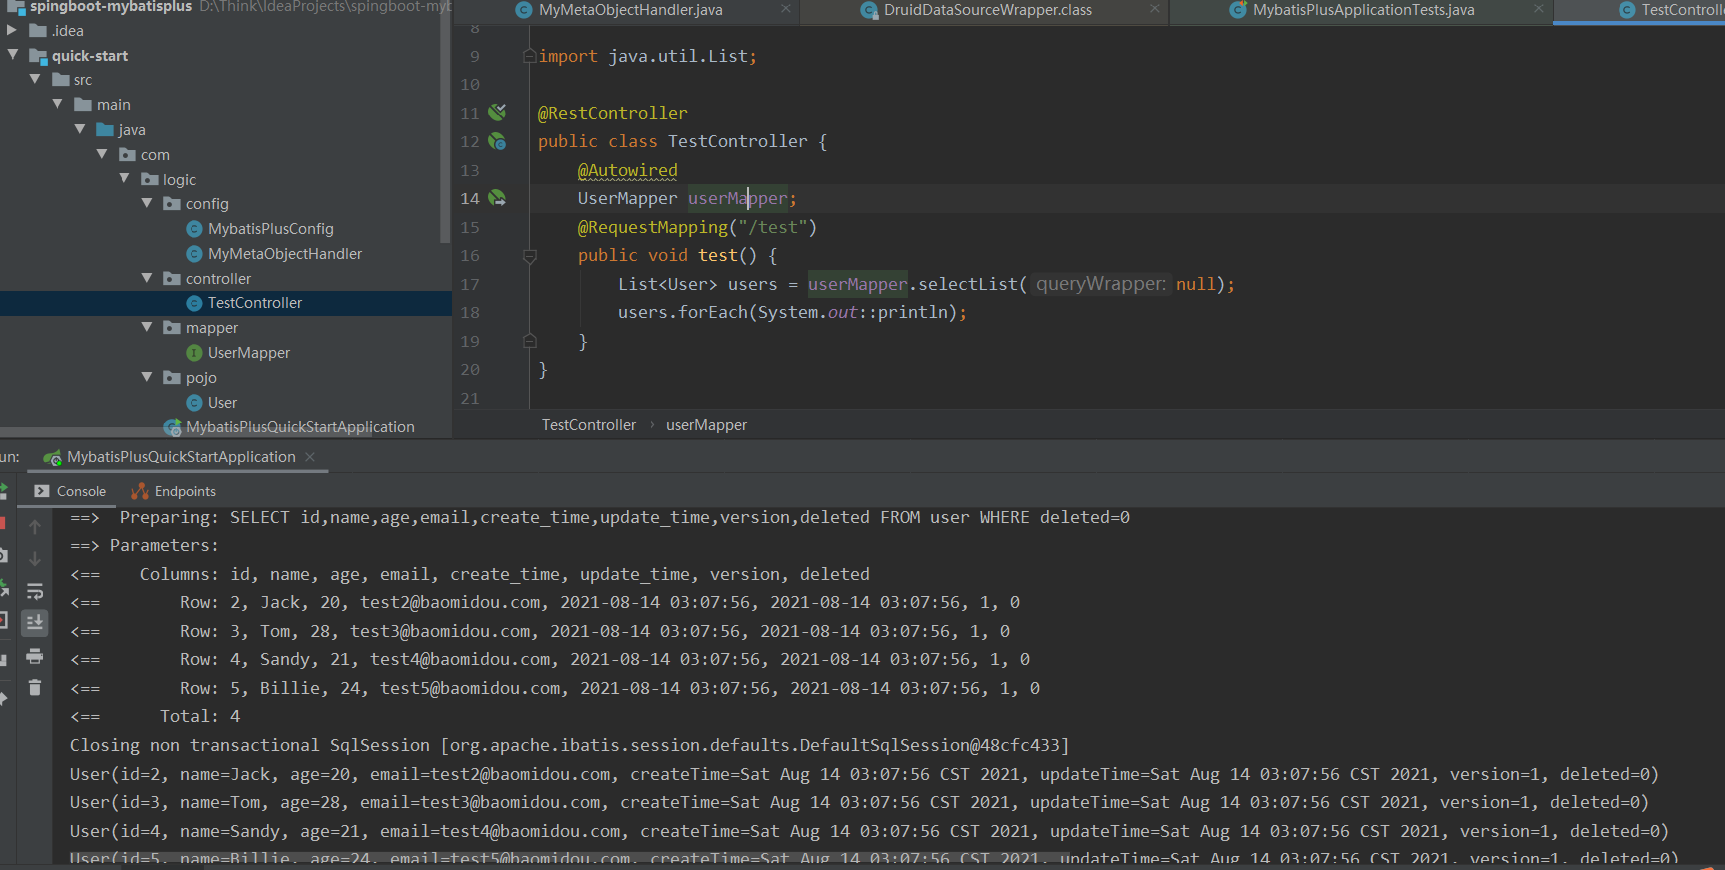 spingboot-mybatisplus D:\Think\IdeaProjects\spingboot-myb
.idea
quick-start
src
main
java
com
logic
config
MybatisPlusConfig
MyMetaObjectHandler
controller
TestController
mapper
UserMapper
pojo
User
MybatisPlusQuickStartApplication
MyMetaObjectHandler.java
DruidDataSourceWrapper.class
MybatisPlusApplicationTests.java
TestControll
8
9 import java.util.List;
10
11 @RestController
12 public class TestController {
13 @Autowired
14 UserMapper userMapper;
15 @RequestMapping("/test")
16 public void test() {
17 List<User> users = userMapper.selectList( queryWrapper: null);
18 users.forEach(System.out::println);
19 }
20 }
21
TestController › userMapper
un: MybatisPlusQuickStartApplication
Console Endpoints
==>  Preparing: SELECT id,name,age,email,create_time,update_time,version,deleted FROM user WHERE deleted=0
==> Parameters:
<==    Columns: id, name, age, email, create_time, update_time, version, deleted
<==        Row: 2, Jack, 20, test2@baomidou.com, 2021-08-14 03:07:56, 2021-08-14 03:07:56, 1, 0
<==        Row: 3, Tom, 28, test3@baomidou.com, 2021-08-14 03:07:56, 2021-08-14 03:07:56, 1, 0
<==        Row: 4, Sandy, 21, test4@baomidou.com, 2021-08-14 03:07:56, 2021-08-14 03:07:56, 1, 0
<==        Row: 5, Billie, 24, test5@baomidou.com, 2021-08-14 03:07:56, 2021-08-14 03:07:56, 1, 0
<==      Total: 4
Closing non transactional SqlSession [org.apache.ibatis.session.defaults.DefaultSqlSession@48cfc433]
User(id=2, name=Jack, age=20, email=test2@baomidou.com, createTime=Sat Aug 14 03:07:56 CST 2021, updateTime=Sat Aug 14 03:07:56 CST 2021, version=1, deleted=0)
User(id=3, name=Tom, age=28, email=test3@baomidou.com, createTime=Sat Aug 14 03:07:56 CST 2021, updateTime=Sat Aug 14 03:07:56 CST 2021, version=1, deleted=0)
User(id=4, name=Sandy, age=21, email=test4@baomidou.com, createTime=Sat Aug 14 03:07:56 CST 2021, updateTime=Sat Aug 14 03:07:56 CST 2021, version=1, deleted=0)
User(id=5, name=Billie, age=24, email=test5@baomidou.com, createTime=Sat Aug 14 03:07:56 CST 2021, updateTime=Sat Aug 14 03:07:56 CST 2021, version=1, deleted=0)